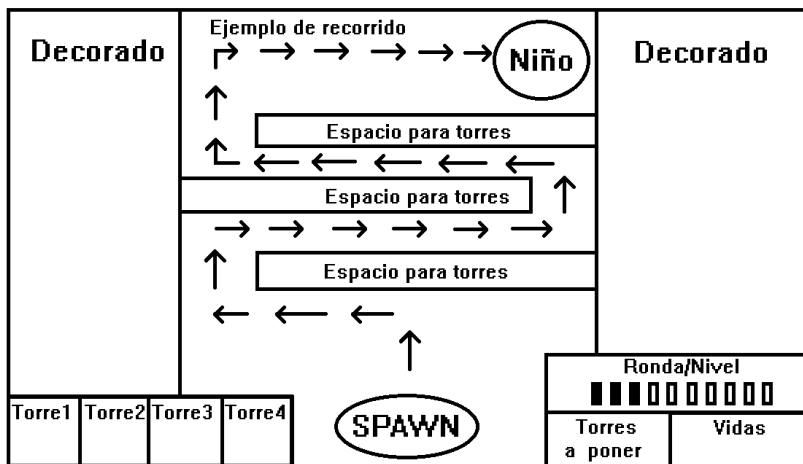 Ejemplo de recorrido
Decorado
Niño
Decorado
Espacio para torres
Espacio para torres
Espacio para torres
Ronda/Nivel
Torre1 Torre2 Torre3 Torre4
SPAWN
Torres
a poner
Vidas